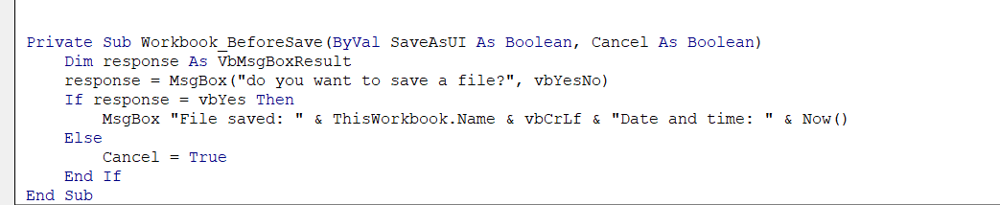 Private Sub Workbook_BeforeSave(ByVal SaveAsUI As Boolean, Cancel As Boolean)
    Dim response As VbMsgBoxResult
    response = MsgBox("do you want to save a file?", vbYesNo)
    If response = vbYes Then
        MsgBox "File saved: " & ThisWorkbook.Name & vbCrLf & "Date and time: " & Now()
    Else
        Cancel = True
    End If
End Sub